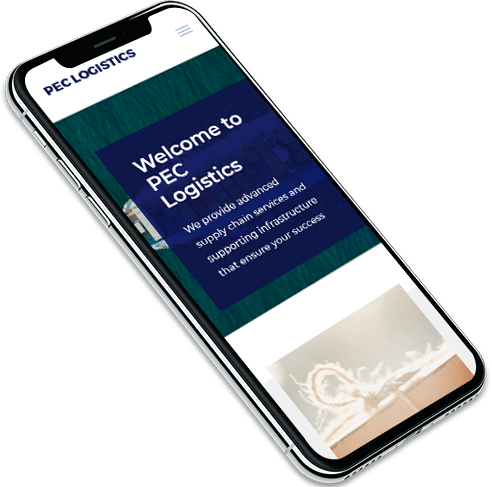 PEC LOGISTICS
Welcome to
PEC
Logistics
We provide advanced
supply chain services and
supporting infrastructure
that ensure your success